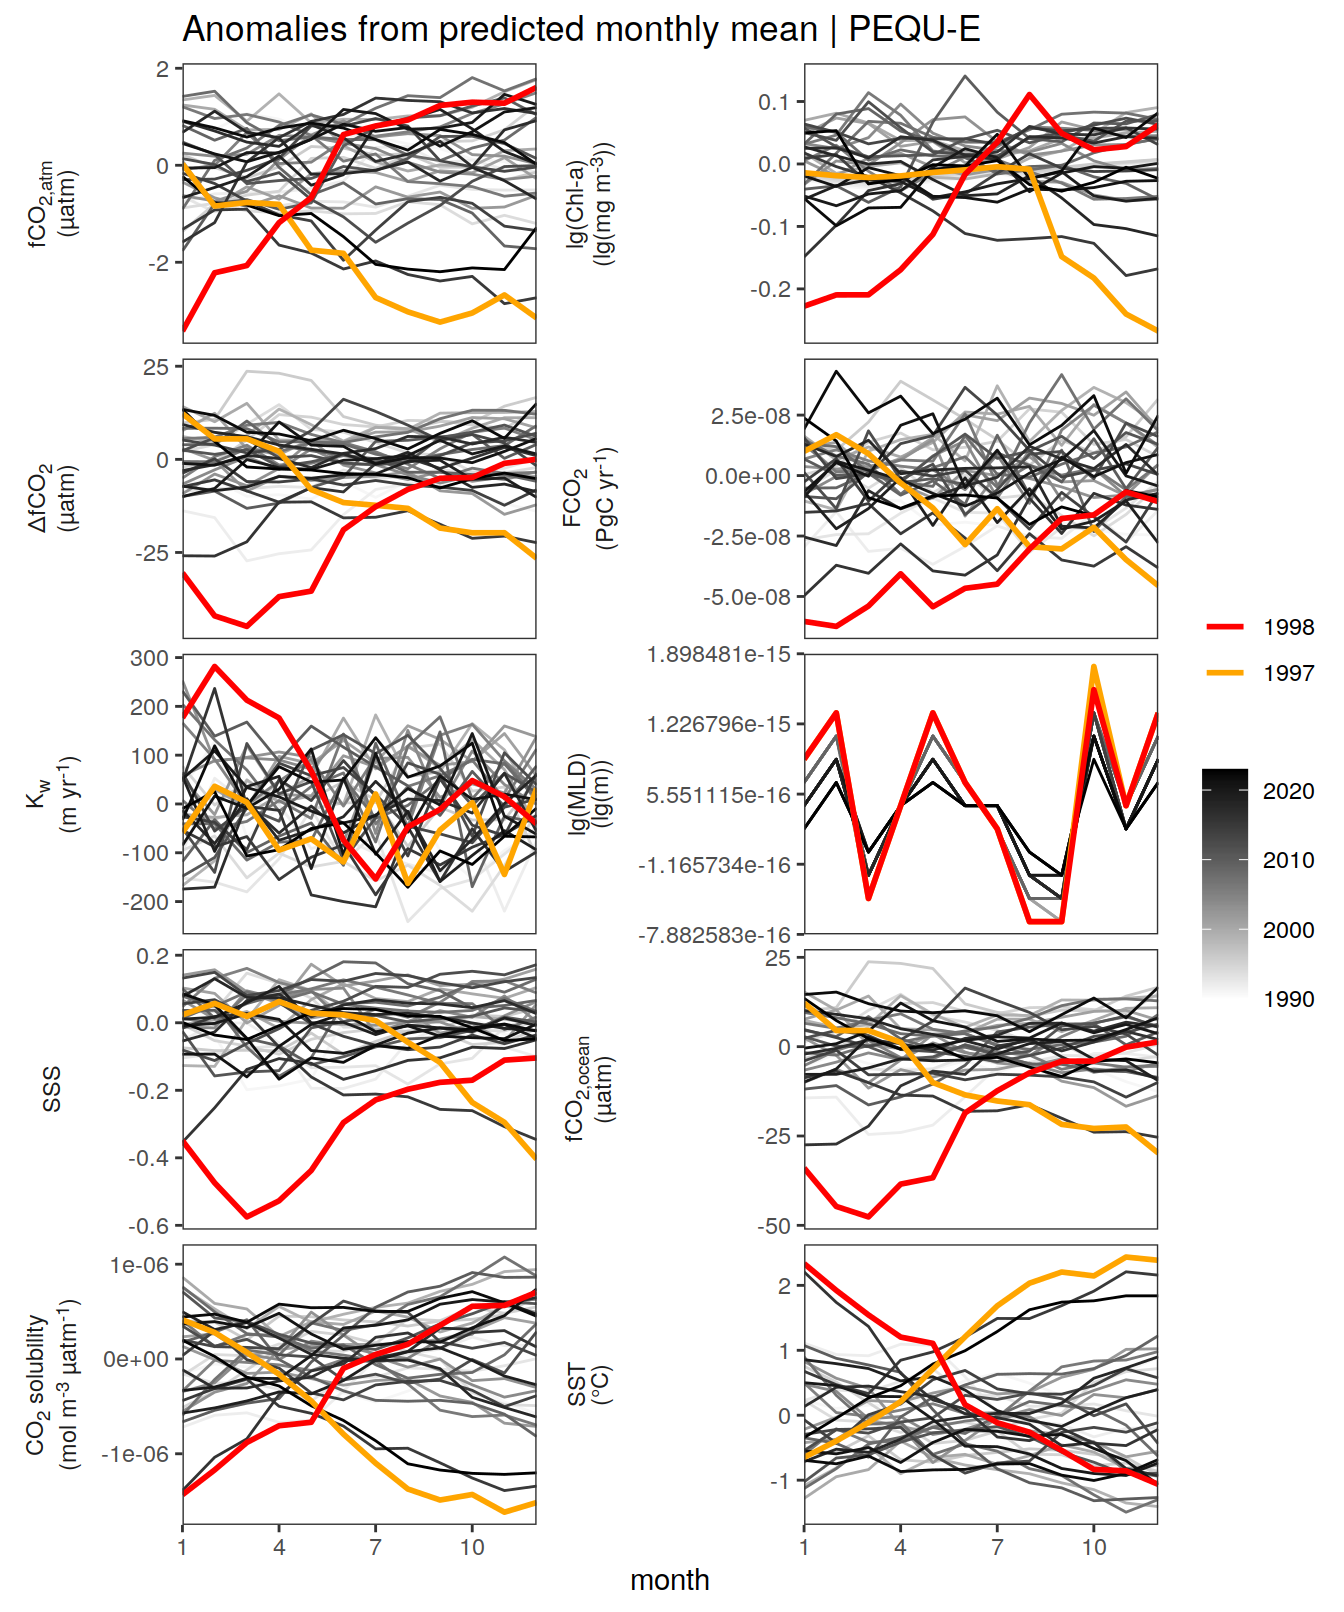 Anomalies from predicted monthly mean | PEQU-E
fCO2,atm
(µatm)
2
0
-2
lg(Chl-a)
(lg(mg m-3))
0.1
0.0
-0.1
-0.2
ΔfCO2
(µatm)
25
0
-25
FCO2
(PgC yr-1)
2.5e-08
0.0e+00
-2.5e-08
-5.0e-08
Kw
(m yr-1)
300
200
100
0
-100
-200
lg(MLD)
(lg(m))
1.898481e-15
1.226796e-15
5.551115e-16
-1.165734e-16
-7.882583e-16
SSS
0.2
0.0
-0.2
-0.4
-0.6
fCO2,ocean
(µatm)
25
0
-25
-50
CO2 solubility
(mol m-3 µatm-1)
1e-06
0e+00
-1e-06
SST
(°C)
2
1
0
-1
1 4 7 10
1 4 7 10
month
1998
1997
2020
2010
2000
1990